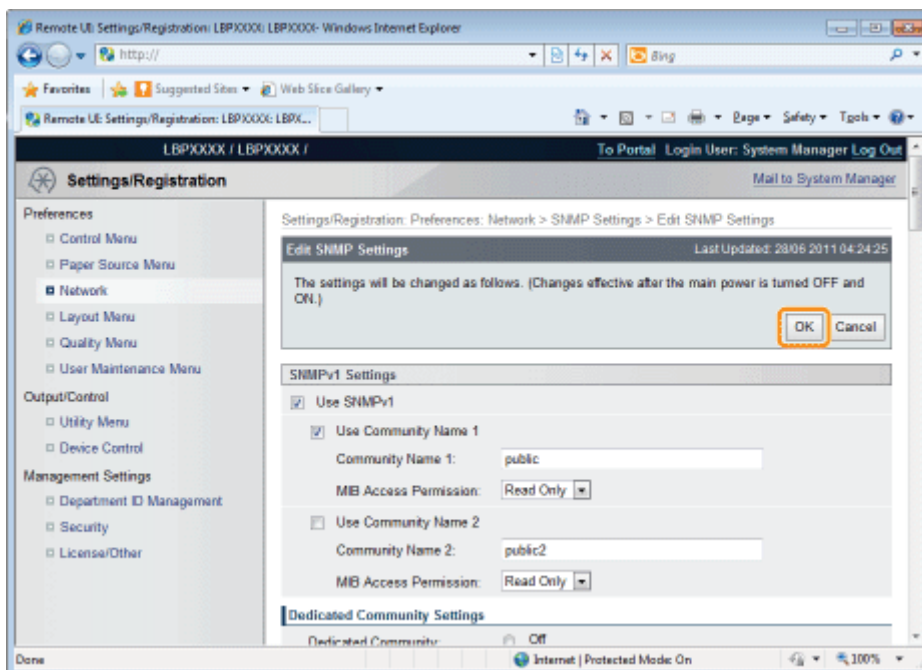 Remote UI: Settings/Registration: LBPXXXX: LBPXXXX- Windows Internet Explorer
http://
Bing
Favorites Suggested Sites Web Slice Gallery
Remote UI: Settings/Registration: LBPXXXX: LBPX...
Page Safety Tools
LBPXXXX / LBPXXXX /
To Portal Login User: System Manager Log Out
Settings/Registration
Mail to System Manager
Preferences
Control Menu
Paper Source Menu
Network
Layout Menu
Quality Menu
User Maintenance Menu
Output/Control
Utility Menu
Device Control
Management Settings
Department ID Management
Security
License/Other
Settings/Registration: Preferences: Network > SNMP Settings > Edit SNMP Settings
Edit SNMP Settings
Last Updated: 28/06 2011 04:24:25
The settings will be changed as follows. (Changes effective after the main power is turned OFF and
ON.)
OK Cancel
SNMPv1 Settings
Use SNMPv1
Use Community Name 1
Community Name 1: public
MIB Access Permission: Read Only
Use Community Name 2
Community Name 2: public2
MIB Access Permission: Read Only
Dedicated Community Settings
Dedicated Community: Off
Done
Internet | Protected Mode: On
100%